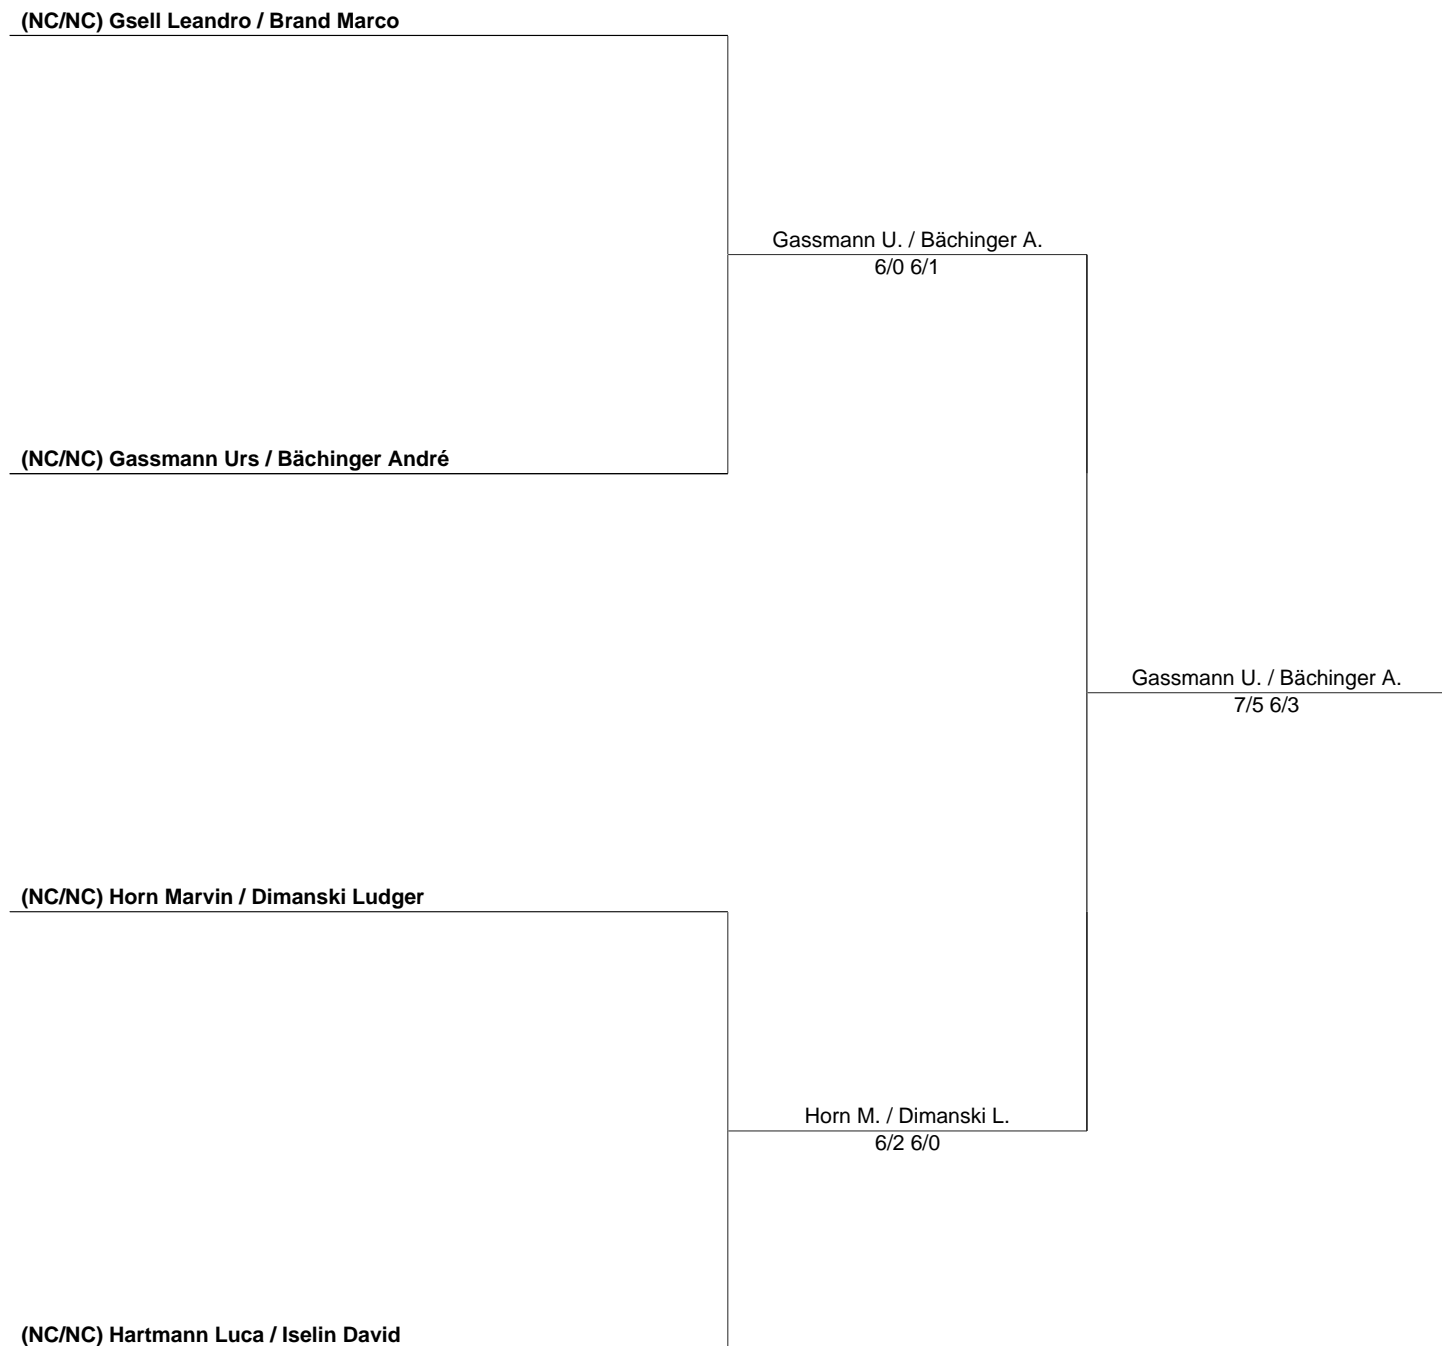 (NC/NC) Gsell Leandro / Brand Marco
Gassmann U. / Bächinger A.
6/0 6/1
(NC/NC) Gassmann Urs / Bächinger André
Gassmann U. / Bächinger A.
7/5 6/3
(NC/NC) Horn Marvin / Dimanski Ludger
Horn M. / Dimanski L.
6/2 6/0
(NC/NC) Hartmann Luca / Iselin David